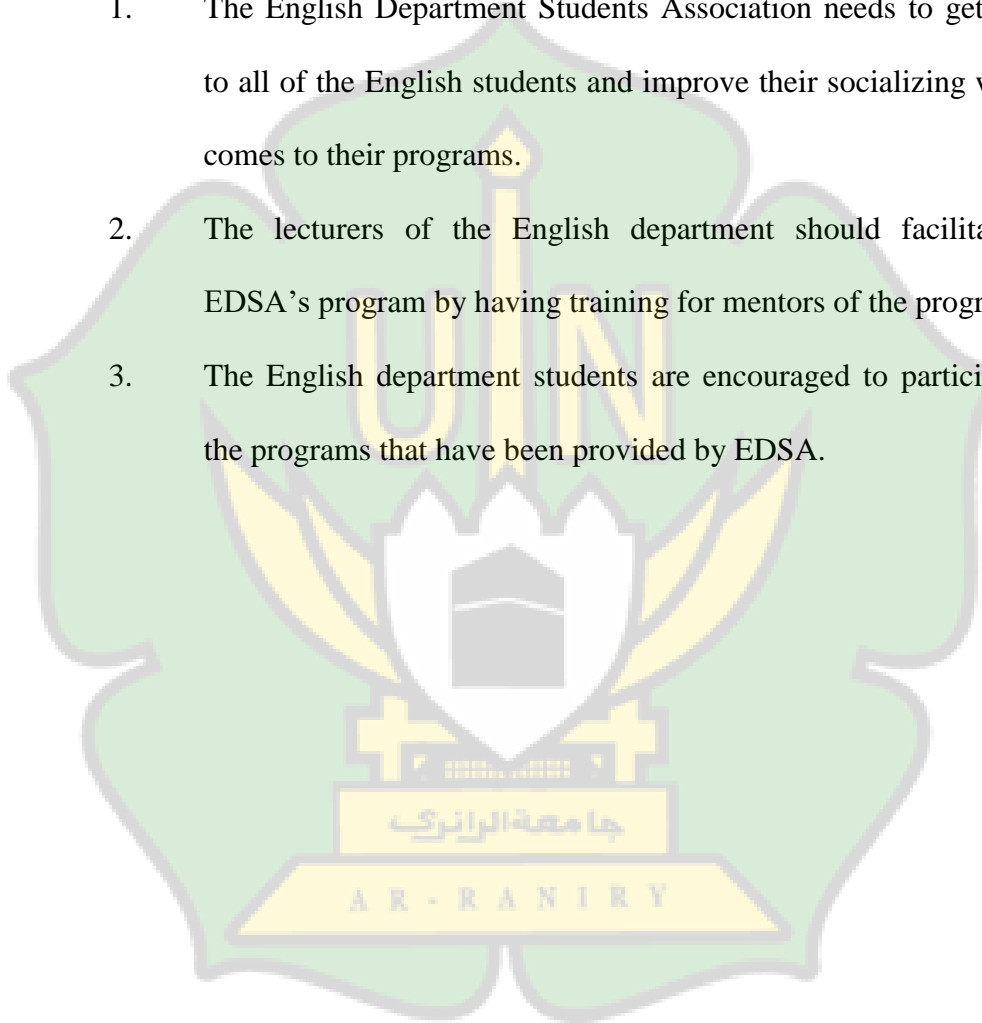 1. The English Department Students Association needs to get
to all of the English students and improve their socializing
comes to their programs.
2. The lecturers of the English department should
EDSA's program by having training for mentors of the
3. The English department students are encouraged to
the programs that have been provided by EDSA.
UIN
جامعة الرانري
AR-RANIRY